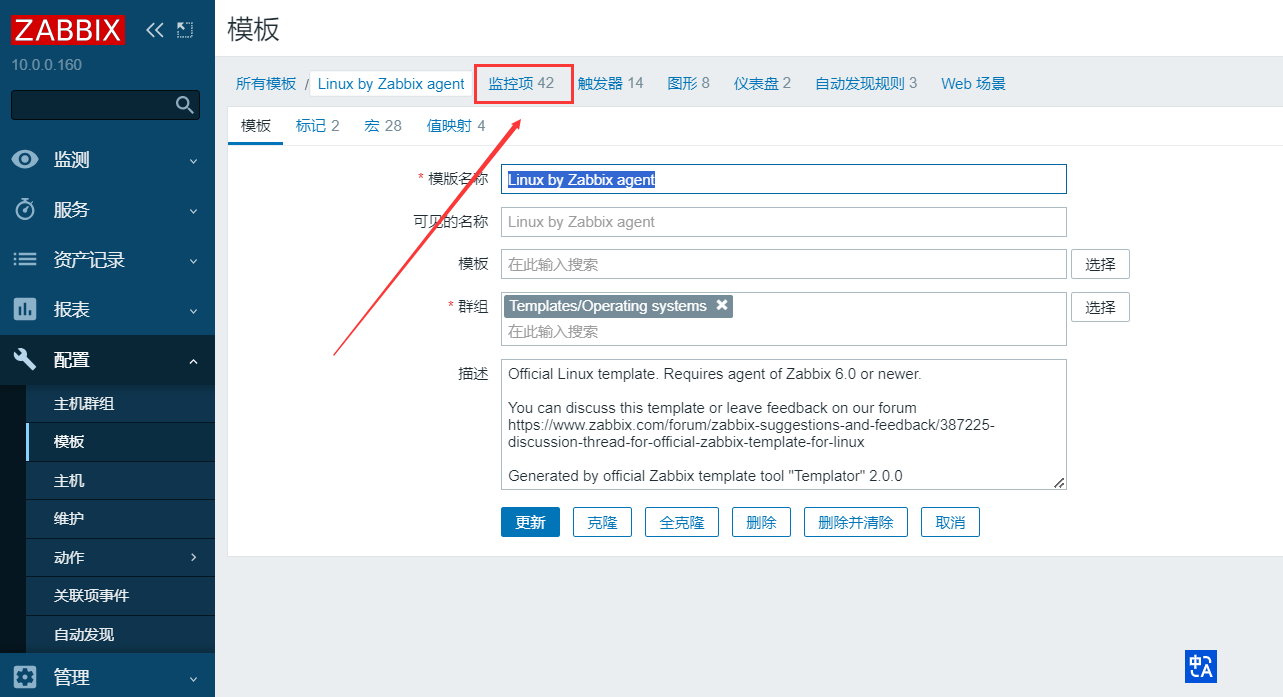 ZABBIX
10.0.0.160
监测
服务
资产记录
报表
配置
主机群组
模板
主机
维护
动作
关联项事件
自动发现
管理
模板
所有模板 / Linux by Zabbix agent 监控项 42 触发器 14 图形 8 仪表盘 2 自动发现规则 3 Web 场景
模板 标记 2 宏 28 值映射 4
* 模版名称 Linux by Zabbix agent
可见的名称 Linux by Zabbix agent
模板 在此输入搜索 选择
* 群组 Templates/Operating systems 选择
在此输入搜索
描述 Official Linux template. Requires agent of Zabbix 6.0 or newer.
You can discuss this template or leave feedback on our forum
https://www.zabbix.com/forum/zabbix-suggestions-and-feedback/387225-
discussion-thread-for-official-zabbix-template-for-linux
Generated by official Zabbix template tool "Templator" 2.0.0
更新 克隆 全克隆 删除 删除并清除 取消
中 A